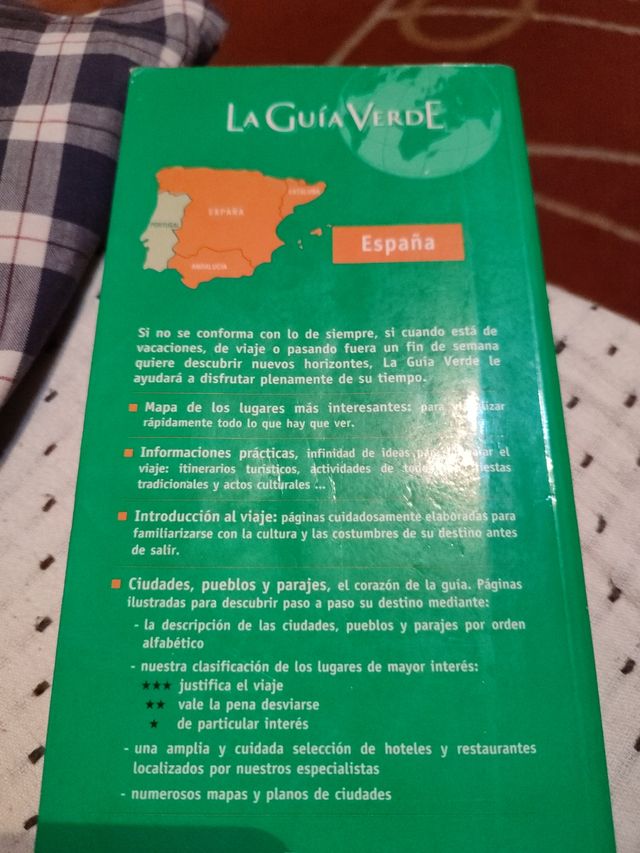 LA GUÍA VERDE
CATALUÑA
ESPAÑA
PORTUGAL
ANDALUCÍA
España
Si no se conforma con lo de siempre, si cuando está de
vacaciones, de viaje o pasando fuera un fin de semana
quiere descubrir nuevos horizontes, La Guía Verde le
ayudará a disfrutar plenamente de su tiempo.
Mapa de los lugares más interesantes: para visualizar
rápidamente todo lo que hay que ver.
Informaciones prácticas, infinidad de ideas para preparar el
viaje: itinerarios turísticos, actividades de todo fiestas
tradicionales y actos culturales ...
Introducción al viaje: páginas cuidadosamente elaboradas para
familiarizarse con la cultura y las costumbres de su destino antes
de salir.
Ciudades, pueblos y parajes, el corazón de la guía. Páginas
ilustradas para descubrir paso a paso su destino mediante:
- la descripción de las ciudades, pueblos y parajes por orden
alfabético
- nuestra clasificación de los lugares de mayor interés:
★★★ justifica el viaje
★★ vale la pena desviarse
★ de particular interés
- una amplia y cuidada selección de hoteles y restaurantes
localizados por nuestros especialistas
- numerosos mapas y planos de ciudades